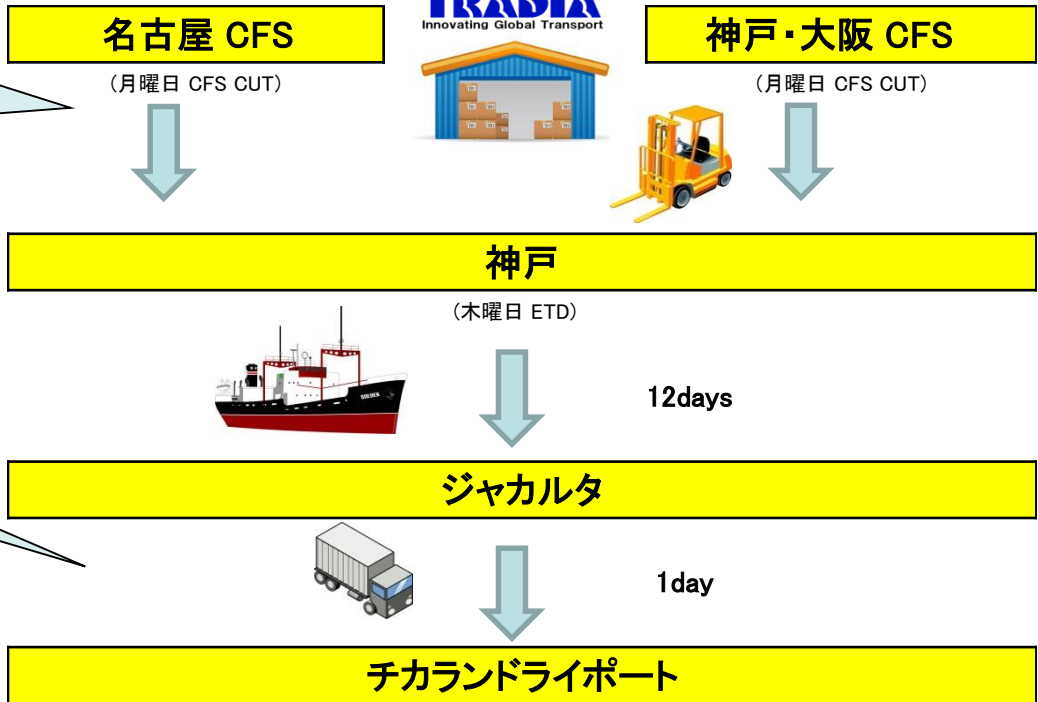 TRADIA
Innovating Global Transport
名古屋 CFS
神戸・大阪 CFS
（月曜日 CFS CUT）
（月曜日 CFS CUT）
神戸
（木曜日 ETD）
12days
ジャカルタ
1day
チカランドライポート